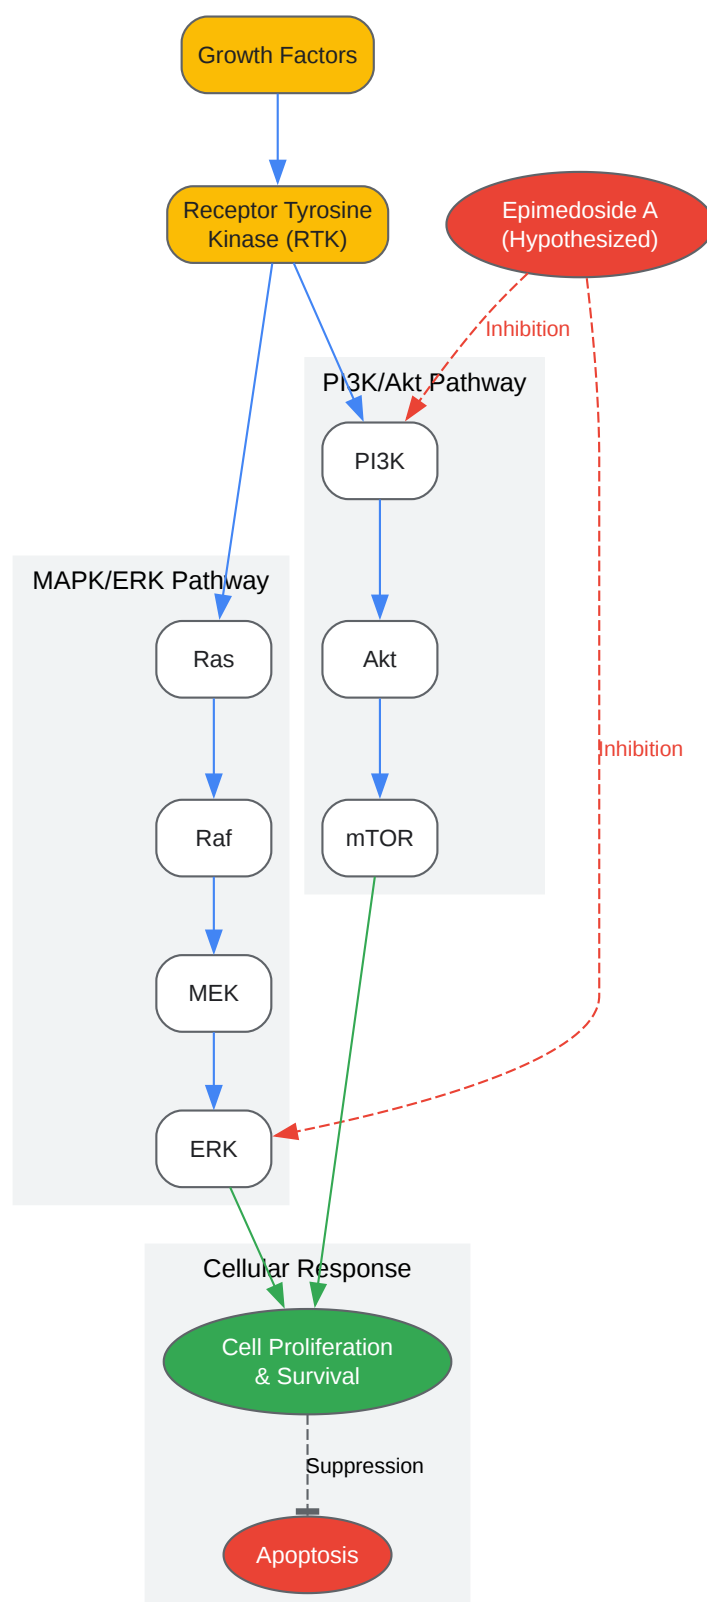 Growth Factors
Receptor Tyrosine
Kinase (RTK)
Epimedoside A
(Hypothesized)
Inhibition
PI3K/Akt Pathway
PI3K
MAPK/ERK Pathway
Ras
Akt
Inhibition
Raf
mTOR
MEK
ERK
Cellular Response
Cell Proliferation
& Survival
Suppression
Apoptosis